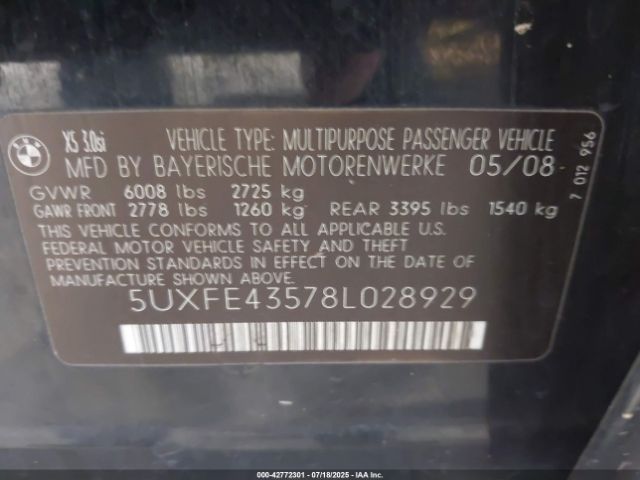 BMW
X5 3.0si
VEHICLE TYPE: MULTIPURPOSE PASSENGER VEHICLE
MFD BY BAYERISCHE MOTORENWERKE 05/08
GVWR 6008 lbs 2725 kg
GAWR FRONT 2778 lbs 1260 kg REAR 3395 lbs 1540 kg
THIS VEHICLE CONFORMS TO ALL APPLICABLE U.S.
FEDERAL MOTOR VEHICLE SAFETY AND THEFT
PREVENTION STANDARDS IN EFFECT ON THE DATE OF
MANUFACTURE SHOWN ABOVE.
5UXFE43578L028929
7 012 956
000-42772301 - 07/18/2025 - IAA Inc.